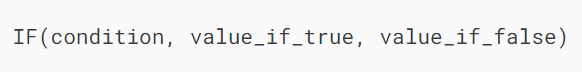 IF(condition, value_if_true, value_if_false)